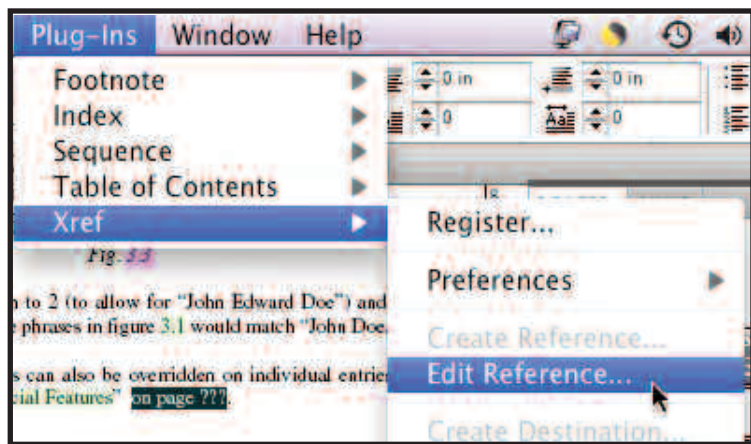 Plug-Ins Window Help
Footnote 0 in 0 in
Index 0 Aa 0
Sequence
Table of Contents
Xref
8
Register...
Fig. 3.3
Preferences
n to 2 (to allow for "John Edward Doe") and
e phrases in figure 3.1 would match "John Doe.
Create Reference...
s can also be overridden on individual entrie
Edit Reference...
cial Features" on page ???.
Create Destination...